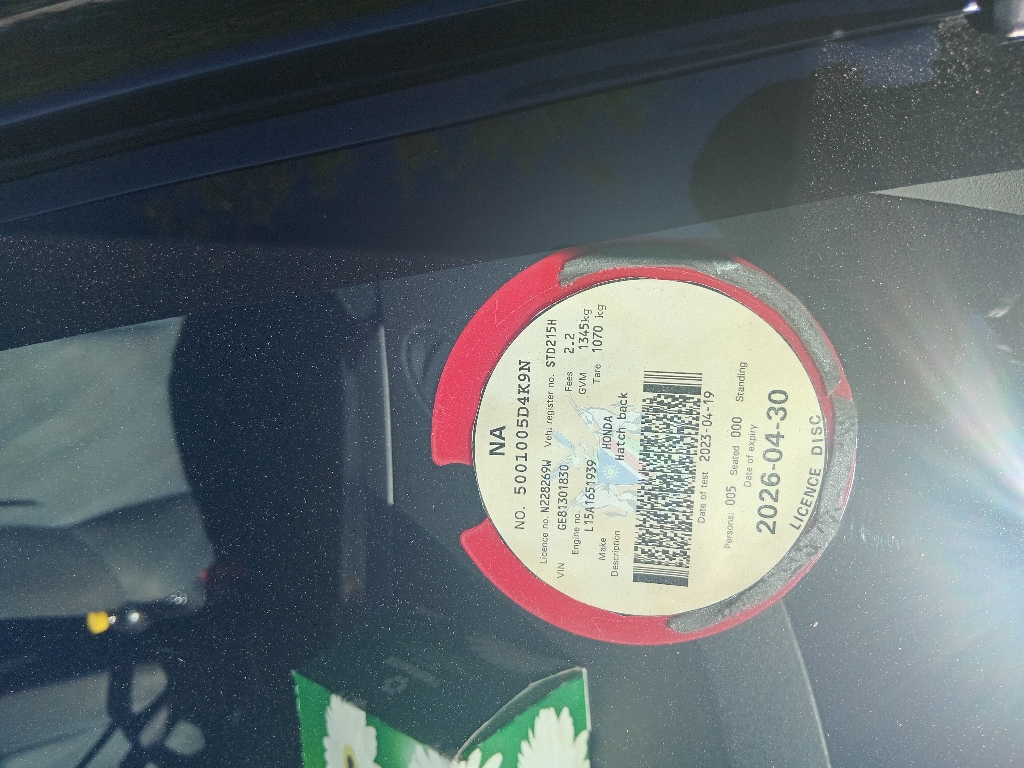 NA
NO. 5001005D4K9N
Licence no. N228269W Veh. register no. STD215H
VIN GE81301830 Fees 2.2
Engine no. L15A1651939 GVM 1345kg
Make HONDA Tare 1070 kg
Description Hatch back
Date of test 2023-04-19
Persons: 005 Seated 000 Standing
Date of expiry
2026-04-30
LICENCE DISC